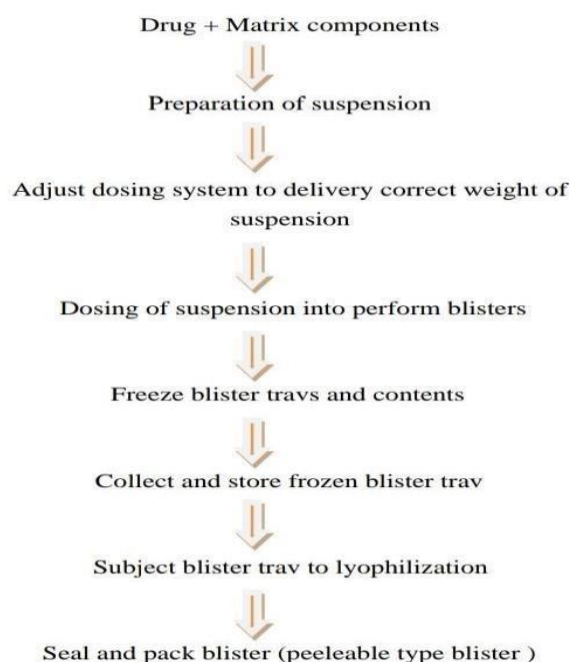 Drug + Matrix components
Preparation of suspension
Adjust dosing system to delivery correct weight of
suspension
Dosing of suspension into perform blisters
Freeze blister travs and contents
Collect and store frozen blister trav
Subject blister trav to lyophilization
Seal and pack blister (peeleable type blister )